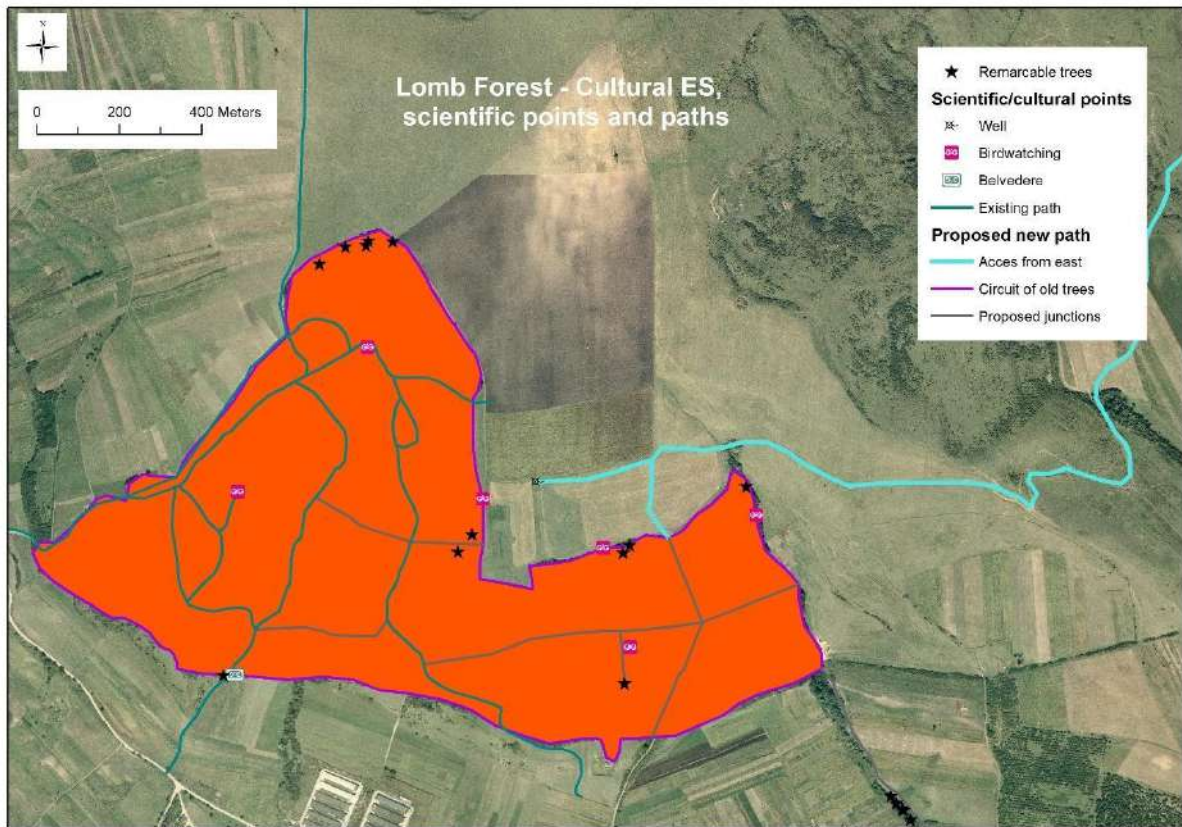 N
0 200 400 Meters
Lomb Forest - Cultural ES,
scientific points and paths
Remarcable trees
Scientific/cultural points
Well
Birdwatching
Belvedere
Existing path
Proposed new path
Acces from east
Circuit of old trees
Proposed junctions